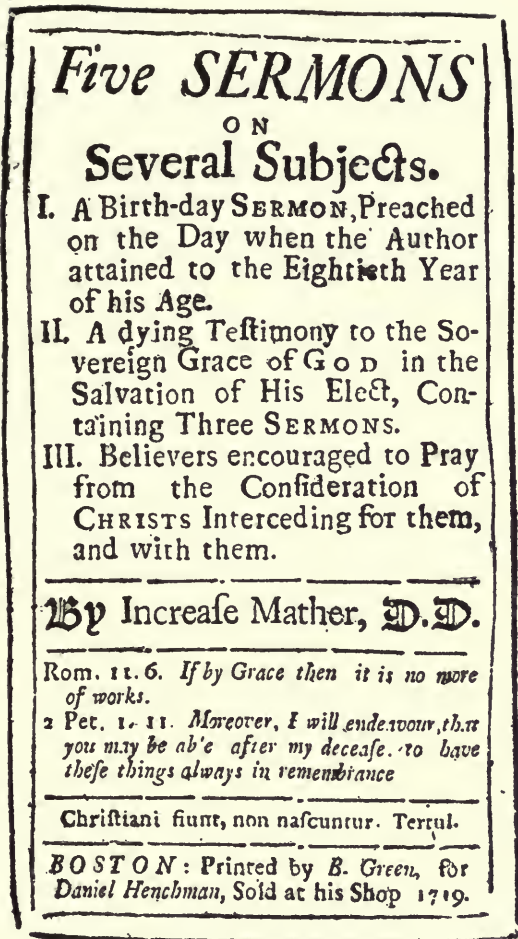 Five SERMONS
ON
Several Subjects.
I. A Birth-day SERMON, Preached
on the Day when the Author
attained to the Eightieth Year
of his Age.
II. A dying Teſtimony to the So-
vereign Grace of GOD in the
Salvation of His Elect, Con-
taining Three SERMONS.
III. Believers encouraged to Pray
from the Conſideration of
CHRISTS Interceding for them,
and with them.
By Increaſe Mather, D.D.
Rom. 11. 6. If by Grace then it is no more
of works.
2 Pet. 1. 11. Moreover, I will endeavour, that
you may be ab'e after my deceaſe. to have
theſe things always in remembrance
Chriſtiani fiunt, non naſcuntur. Tertul.
BOSTON: Printed by B. Green, for
Daniel Henchman, Sold at his Shop 1719.